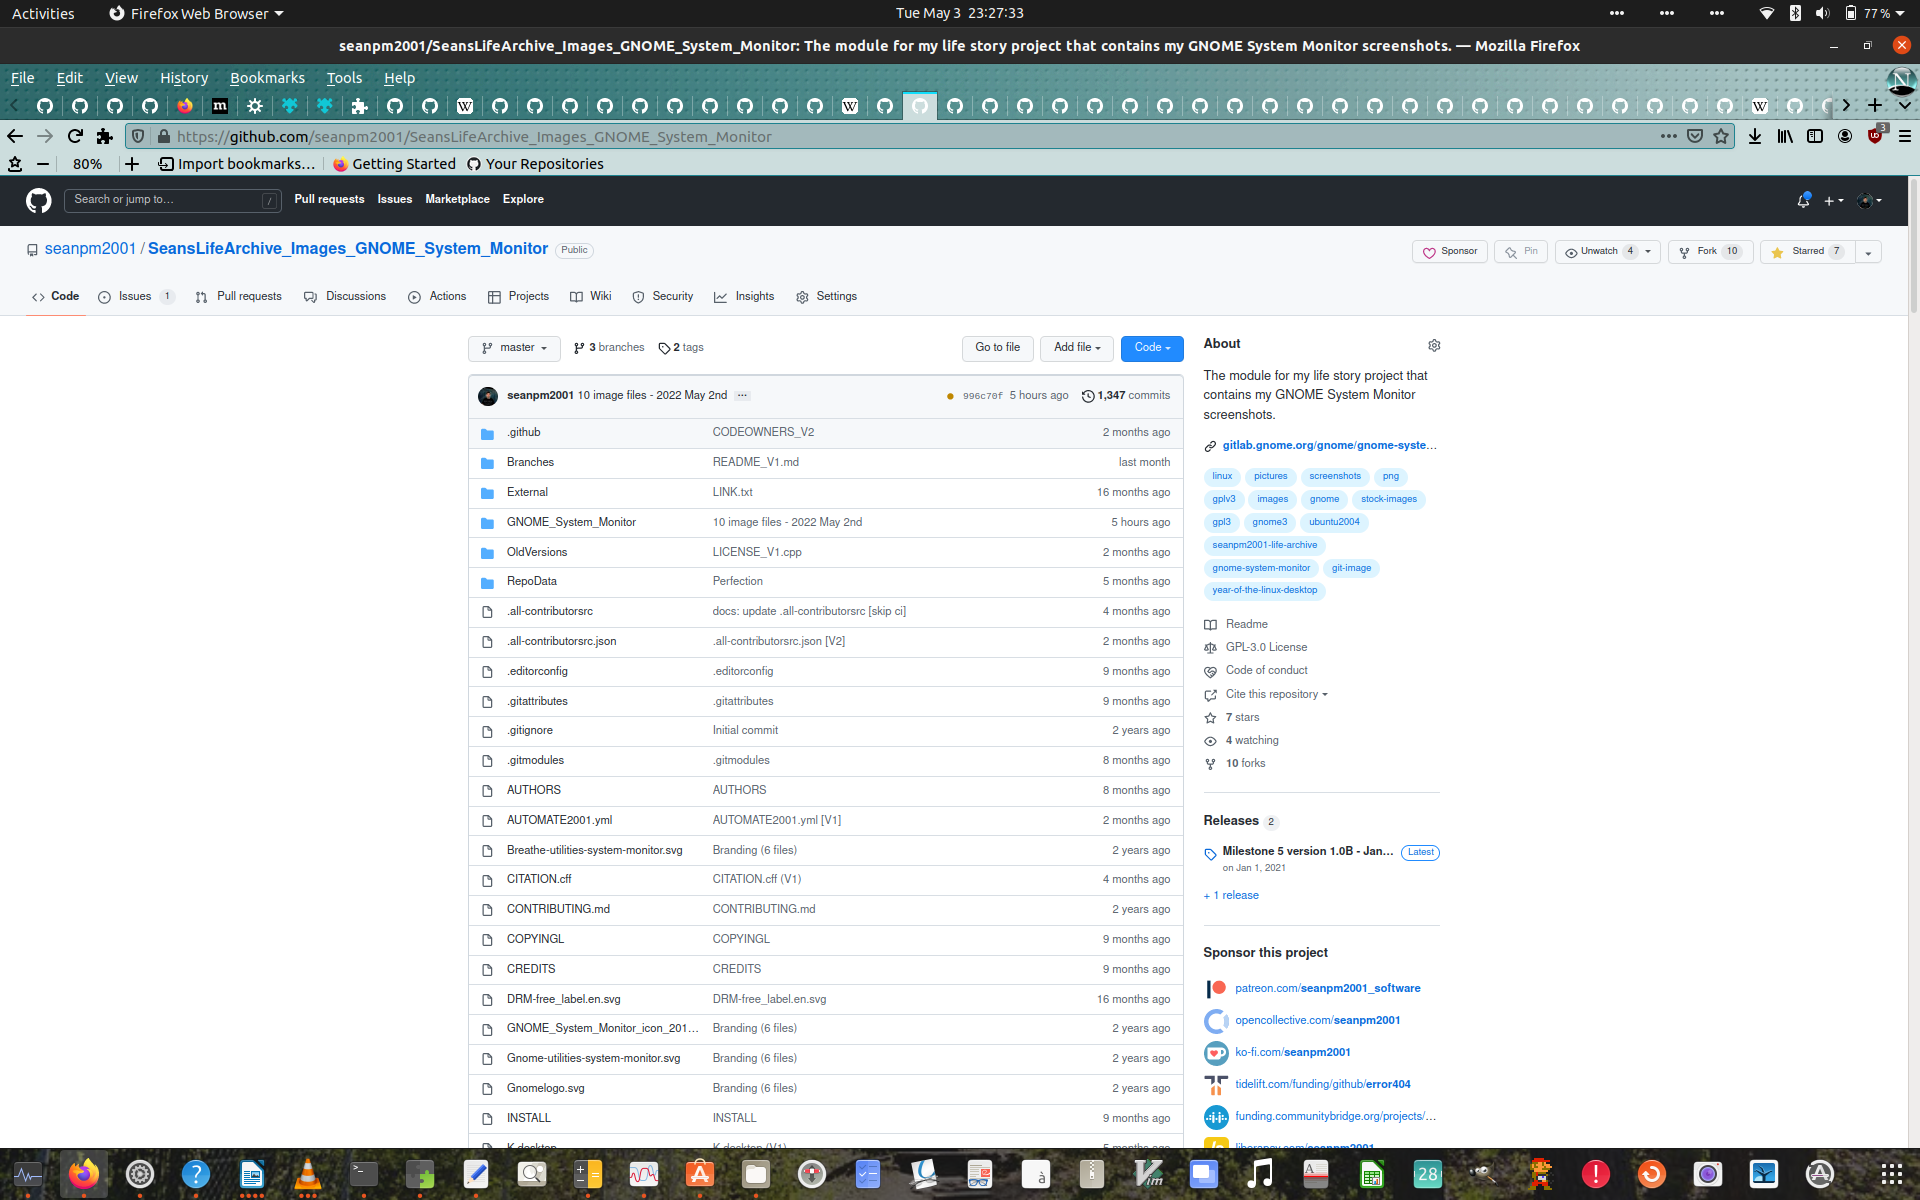 Activities Firefox Web Browser Tue May 3 23:27:33 77 %
seanpm2001/SeansLifeArchive_Images_GNOME_System_Monitor: The module for my life story project that contains my GNOME System Monitor screenshots. — Mozilla Firefox
File Edit View History Bookmarks Tools Help
https://github.com/seanpm2001/SeansLifeArchive_Images_GNOME_System_Monitor 3
80% Import bookmarks... Getting Started Your Repositories
Search or jump to... / Pull requests Issues Marketplace Explore
seanpm2001 / SeansLifeArchive_Images_GNOME_System_Monitor Public
Sponsor Pin Unwatch 4 Fork 10 Starred 7
Code Issues 1 Pull requests Discussions Actions Projects Wiki Security Insights Settings
master 3 branches 2 tags Go to file Add file Code
seanpm2001 10 image files - 2022 May 2nd ... 996c70f 5 hours ago 1,347 commits
.github CODEOWNERS_V2 2 months ago
Branches README_V1.md last month
External LINK.txt 16 months ago
GNOME_System_Monitor 10 image files - 2022 May 2nd 5 hours ago
OldVersions LICENSE_V1.cpp 2 months ago
RepoData Perfection 5 months ago
.all-contributorsrc docs: update .all-contributorsrc [skip ci] 4 months ago
.all-contributorsrc.json .all-contributorsrc.json [V2] 2 months ago
.editorconfig .editorconfig 9 months ago
.gitattributes .gitattributes 9 months ago
.gitignore Initial commit 2 years ago
.gitmodules .gitmodules 8 months ago
AUTHORS AUTHORS 8 months ago
AUTOMATE2001.yml AUTOMATE2001.yml [V1] 2 months ago
Breathe-utilities-system-monitor.svg Branding (6 files) 2 years ago
CITATION.cff CITATION.cff (V1) 4 months ago
CONTRIBUTING.md CONTRIBUTING.md 2 years ago
COPYINGL COPYINGL 9 months ago
CREDITS CREDITS 9 months ago
DRM-free_label.en.svg DRM-free_label.en.svg 16 months ago
GNOME_System_Monitor_icon_201... Branding (6 files) 2 years ago
Gnome-utilities-system-monitor.svg Branding (6 files) 2 years ago
Gnomelogo.svg Branding (6 files) 2 years ago
INSTALL INSTALL 9 months ago
About
The module for my life story project that
contains my GNOME System Monitor
screenshots.
gitlab.gnome.org/gnome/gnome-syste...
linux pictures screenshots png
gplv3 images gnome stock-images
gpl3 gnome3 ubuntu2004
seanpm2001-life-archive
gnome-system-monitor git-image
year-of-the-linux-desktop
Readme
GPL-3.0 License
Code of conduct
Cite this repository
7 stars
4 watching
10 forks
Releases 2
Milestone 5 version 1.0B - Jan... Latest
on Jan 1, 2021
+ 1 release
Sponsor this project
patreon.com/seanpm2001_software
opencollective.com/seanpm2001
ko-fi.com/seanpm2001
tidelift.com/funding/github/error404
funding.communitybridge.org/projects/...
28